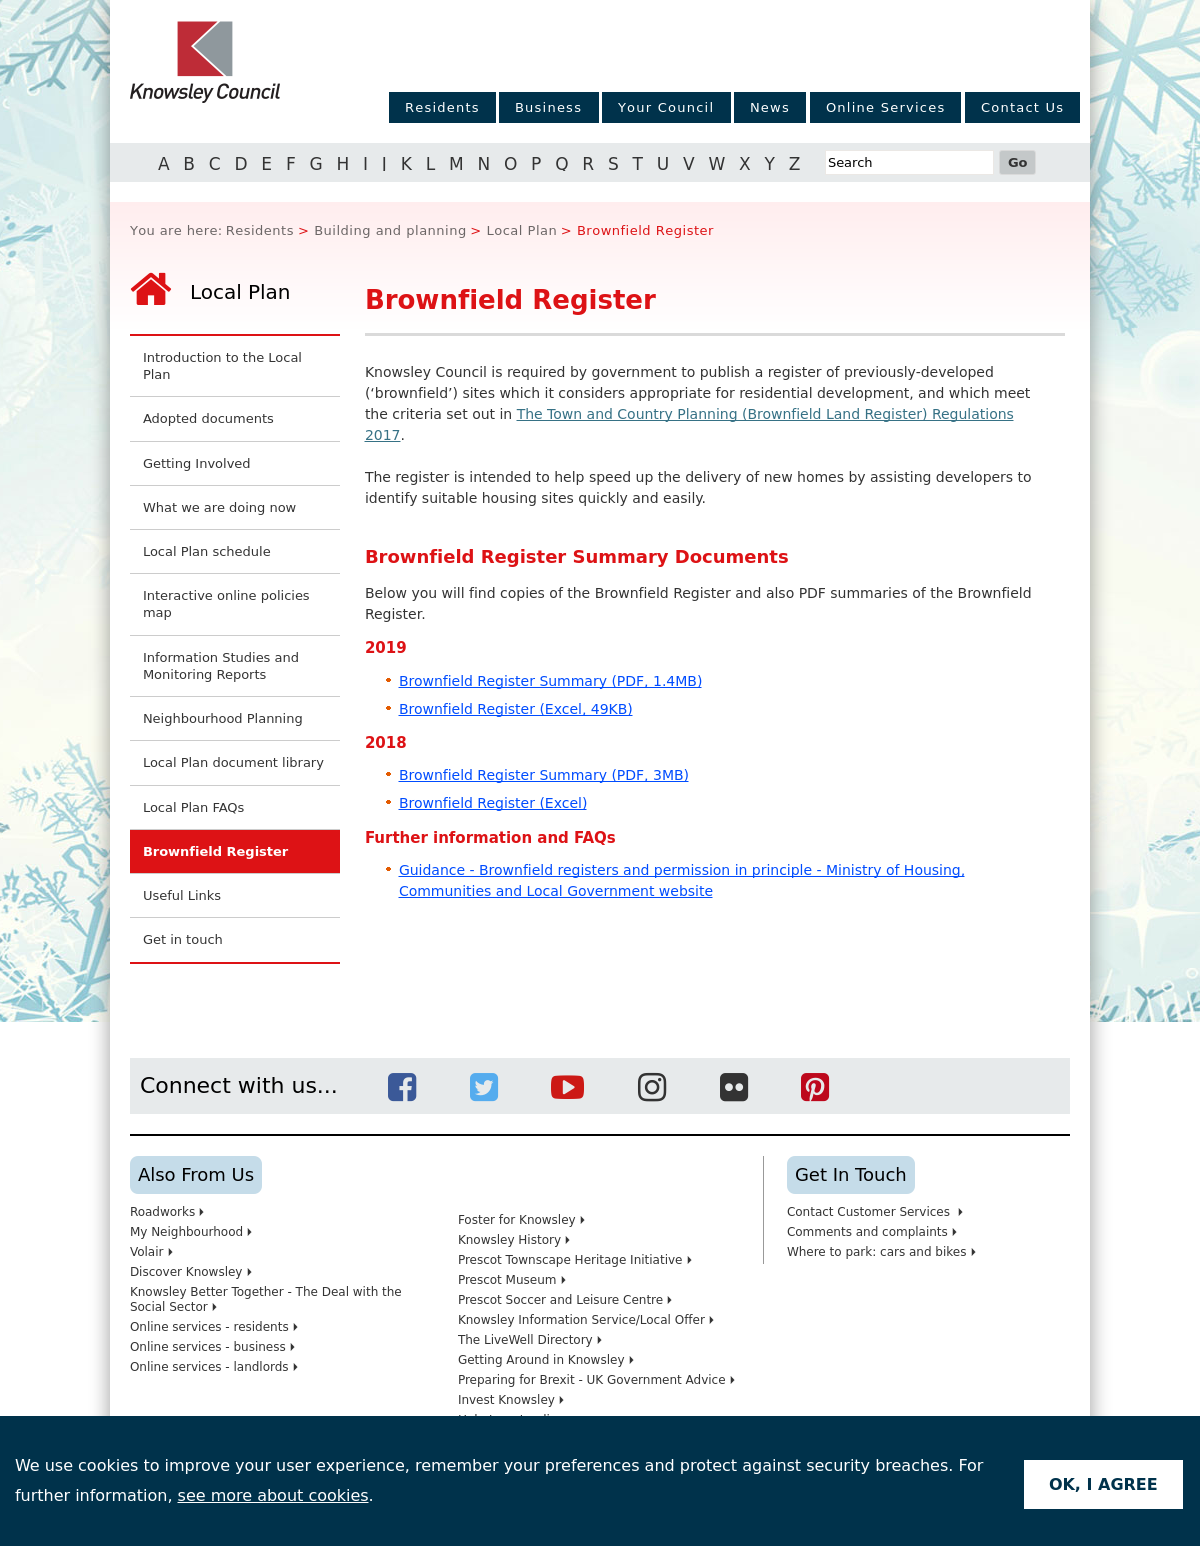 Knowsley Council
Residents
Business
Your Council
News
Online Services
Contact Us
A B C D E F G H I J K L M N O P Q R S T U V W X Y Z
Search
Go
You are here: Residents > Building and planning > Local Plan > Brownfield Register
Local Plan
Introduction to the Local
Plan
Adopted documents
Getting Involved
What we are doing now
Local Plan schedule
Interactive online policies
map
Information Studies and
Monitoring Reports
Neighbourhood Planning
Local Plan document library
Local Plan FAQs
Brownfield Register
Useful Links
Get in touch
Brownfield Register
Knowsley Council is required by government to publish a register of previously-developed
(‘brownfield’) sites which it considers appropriate for residential development, and which meet
the criteria set out in The Town and Country Planning (Brownfield Land Register) Regulations
2017.
The register is intended to help speed up the delivery of new homes by assisting developers to
identify suitable housing sites quickly and easily.
Brownfield Register Summary Documents
Below you will find copies of the Brownfield Register and also PDF summaries of the Brownfield
Register.
2019
Brownfield Register Summary (PDF, 1.4MB)
Brownfield Register (Excel, 49KB)
2018
Brownfield Register Summary (PDF, 3MB)
Brownfield Register (Excel)
Further information and FAQs
Guidance - Brownfield registers and permission in principle - Ministry of Housing,
Communities and Local Government website
Connect with us...
Also From Us
Roadworks
My Neighbourhood
Volair
Discover Knowsley
Knowsley Better Together - The Deal with the
Social Sector
Online services - residents
Online services - business
Online services - landlords
Foster for Knowsley
Knowsley History
Prescot Townscape Heritage Initiative
Prescot Museum
Prescot Soccer and Leisure Centre
Knowsley Information Service/Local Offer
The LiveWell Directory
Getting Around in Knowsley
Preparing for Brexit - UK Government Advice
Invest Knowsley
Get In Touch
Contact Customer Services
Comments and complaints
Where to park: cars and bikes
We use cookies to improve your user experience, remember your preferences and protect against security breaches. For
further information, see more about cookies.
OK, I AGREE